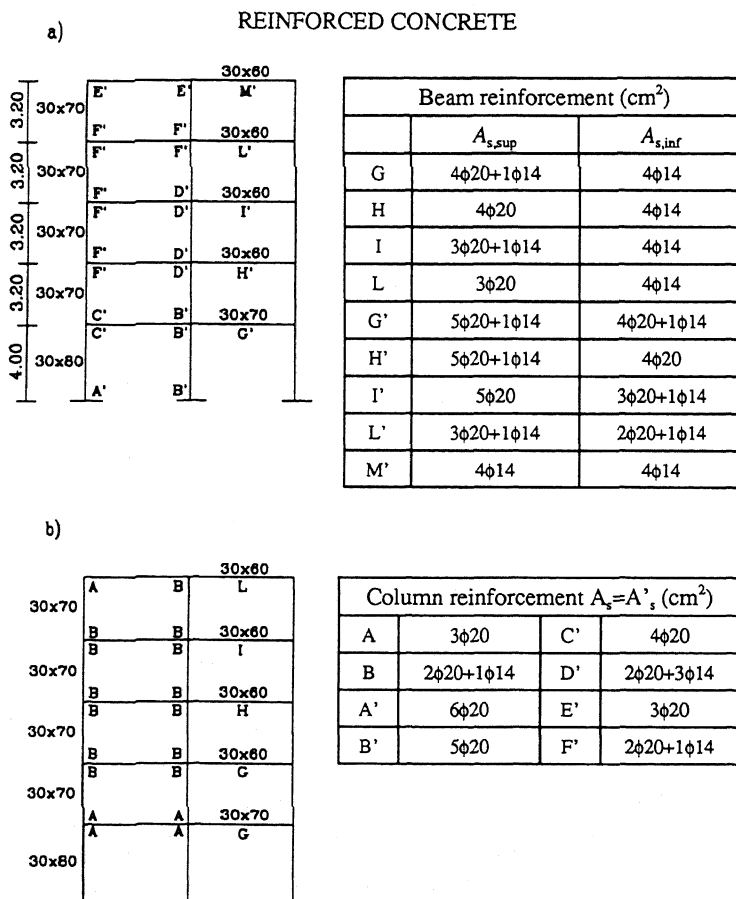 REINFORCED CONCRETE
a)
30x60
3.20 30x70 E' E' M'
F' F' 30x60
3.20 30x70 F' F' L'
F' D' 30x60
3.20 30x70 F' D' I'
F' D' 30x60
3.20 30x70 F' D' H'
C' B' 30x70
4.00 30x80 C' B' G'
A' B'
Beam reinforcement (cm²)
A_s,sup A_s,inf
G 4ϕ20+1ϕ14 4ϕ14
H 4ϕ20 4ϕ14
I 3ϕ20+1ϕ14 4ϕ14
L 3ϕ20 4ϕ14
G' 5ϕ20+1ϕ14 4ϕ20+1ϕ14
H' 5ϕ20+1ϕ14 4ϕ20
I' 5ϕ20 3ϕ20+1ϕ14
L' 3ϕ20+1ϕ14 2ϕ20+1ϕ14
M' 4ϕ14 4ϕ14
b)
30x60
30x70 A B L
B B 30x60
30x70 B B I
B B 30x60
30x70 B B H
B B 30x60
30x70 B B G
A A 30x70
30x80 A A G
Column reinforcement A_s=A'_s (cm²)
A 3ϕ20 C' 4ϕ20
B 2ϕ20+1ϕ14 D' 2ϕ20+3ϕ14
A' 6ϕ20 E' 3ϕ20
B' 5ϕ20 F' 2ϕ20+1ϕ14